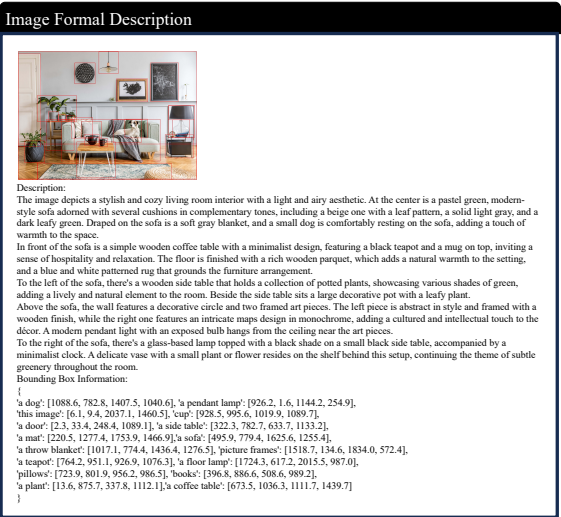 Image Formal Description
Description:
The image depicts a stylish and cozy living room interior with a light and airy aesthetic. At the center is a pastel green, modern-
style sofa adorned with several cushions in complementary tones, including a beige one with a leaf pattern, a solid light gray, and a
dark leafy green. Draped on the sofa is a soft gray blanket, and a small dog is comfortably resting on the sofa, adding a touch of
warmth to the space.
In front of the sofa is a simple wooden coffee table with a minimalist design, featuring a black teapot and a mug on top, inviting a
sense of hospitality and relaxation. The floor is finished with a rich wooden parquet, which adds a natural warmth to the setting,
and a blue and white patterned rug that grounds the furniture arrangement.
To the left of the sofa, there's a wooden side table that holds a collection of potted plants, showcasing various shades of green,
adding a lively and natural element to the room. Beside the side table sits a large decorative pot with a leafy plant.
Above the sofa, the wall features a decorative circle and two framed art pieces. The left piece is abstract in style and framed with a
wooden finish, while the right one features an intricate maps design in monochrome, adding a cultured and intellectual touch to the
décor. A modern pendant light with an exposed bulb hangs from the ceiling near the art pieces.
To the right of the sofa, there's a glass-based lamp topped with a black shade on a small black side table, accompanied by a
minimalist clock. A delicate vase with a small plant or flower resides on the shelf behind this setup, continuing the theme of subtle
greenery throughout the room.
Bounding Box Information:
{
'a dog': [1088.6, 782.8, 1407.5, 1040.6], 'a pendant lamp': [926.2, 1.6, 1144.2, 254.9],
'this image': [6.1, 9.4, 2037.1, 1460.5], 'cup': [928.5, 995.6, 1019.9, 1089.7],
'a door': [2.3, 33.4, 248.4, 1089.1], 'a side table': [322.3, 782.7, 633.7, 1133.2],
'a mat': [220.5, 1277.4, 1753.9, 1466.9],'a sofa': [495.9, 779.4, 1625.6, 1255.4],
'a throw blanket': [1017.1, 774.4, 1436.4, 1276.5], 'picture frames': [1518.7, 134.6, 1834.0, 572.4],
'a teapot': [764.2, 951.1, 926.9, 1076.3], 'a floor lamp': [1724.3, 617.2, 2015.5, 987.0],
'pillows': [723.9, 801.9, 956.2, 986.5], 'books': [396.8, 886.6, 508.6, 989.2],
'a plant': [13.6, 875.7, 337.8, 1112.1],'a coffee table': [673.5, 1036.3, 1111.7, 1439.7]
}